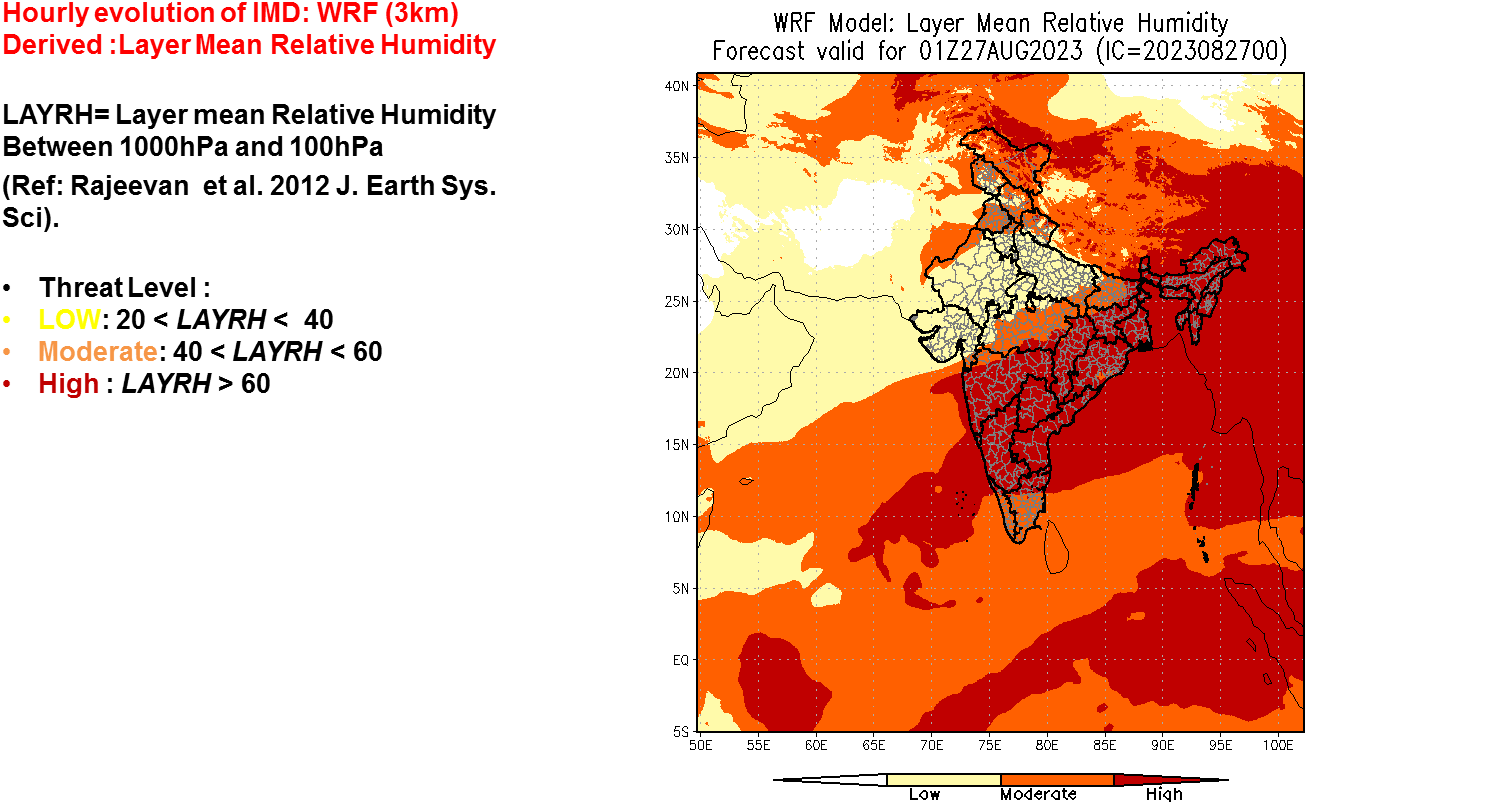 Hourly evolution of IMD: WRF (3km)
Derived :Layer Mean Relative Humidity
LAYRH= Layer mean Relative Humidity
Between 1000hPa and 100hPa
(Ref: Rajeevan et al. 2012 J. Earth Sys.
Sci).
• Threat Level :
• LOW: 20 < LAYRH < 40
• Moderate: 40 < LAYRH < 60
• High : LAYRH > 60
WRF Model: Layer Mean Relative Humidity
Forecast valid for 01Z27AUG2023 (IC=2023082700)
40N
35N
30N
25N
20N
15N
10N
5N
EQ
5S
50E 55E 60E 65E 70E 75E 80E 85E 90E 95E 100E
Low Moderate High